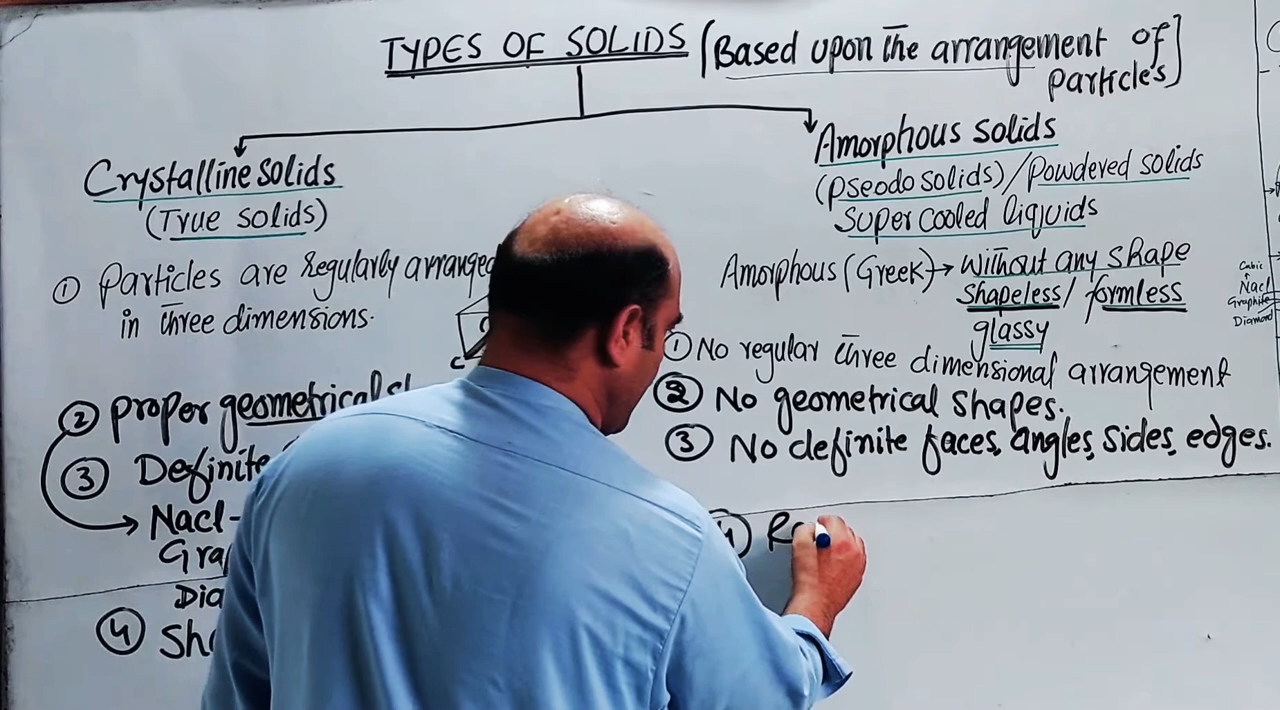 TYPES OF SOLIDS (Based upon the arrangement of particles)
Crystalline solids
(True solids)
① Particles are regularly arranged
in three dimensions.
② proper geometrical
③ Definite
Nacl-
④
Amorphous solids
(pseodo solids) / Powdered solids
super cooled liquids
Amorphous (Greek) → without any shape
shapeless / formless
glassy
① No regular three dimensional arrangement
② No geometrical shapes.
③ No definite faces, angles, sides, edges.
④
Cubic
↑
Nacl
Graphite
Diamond